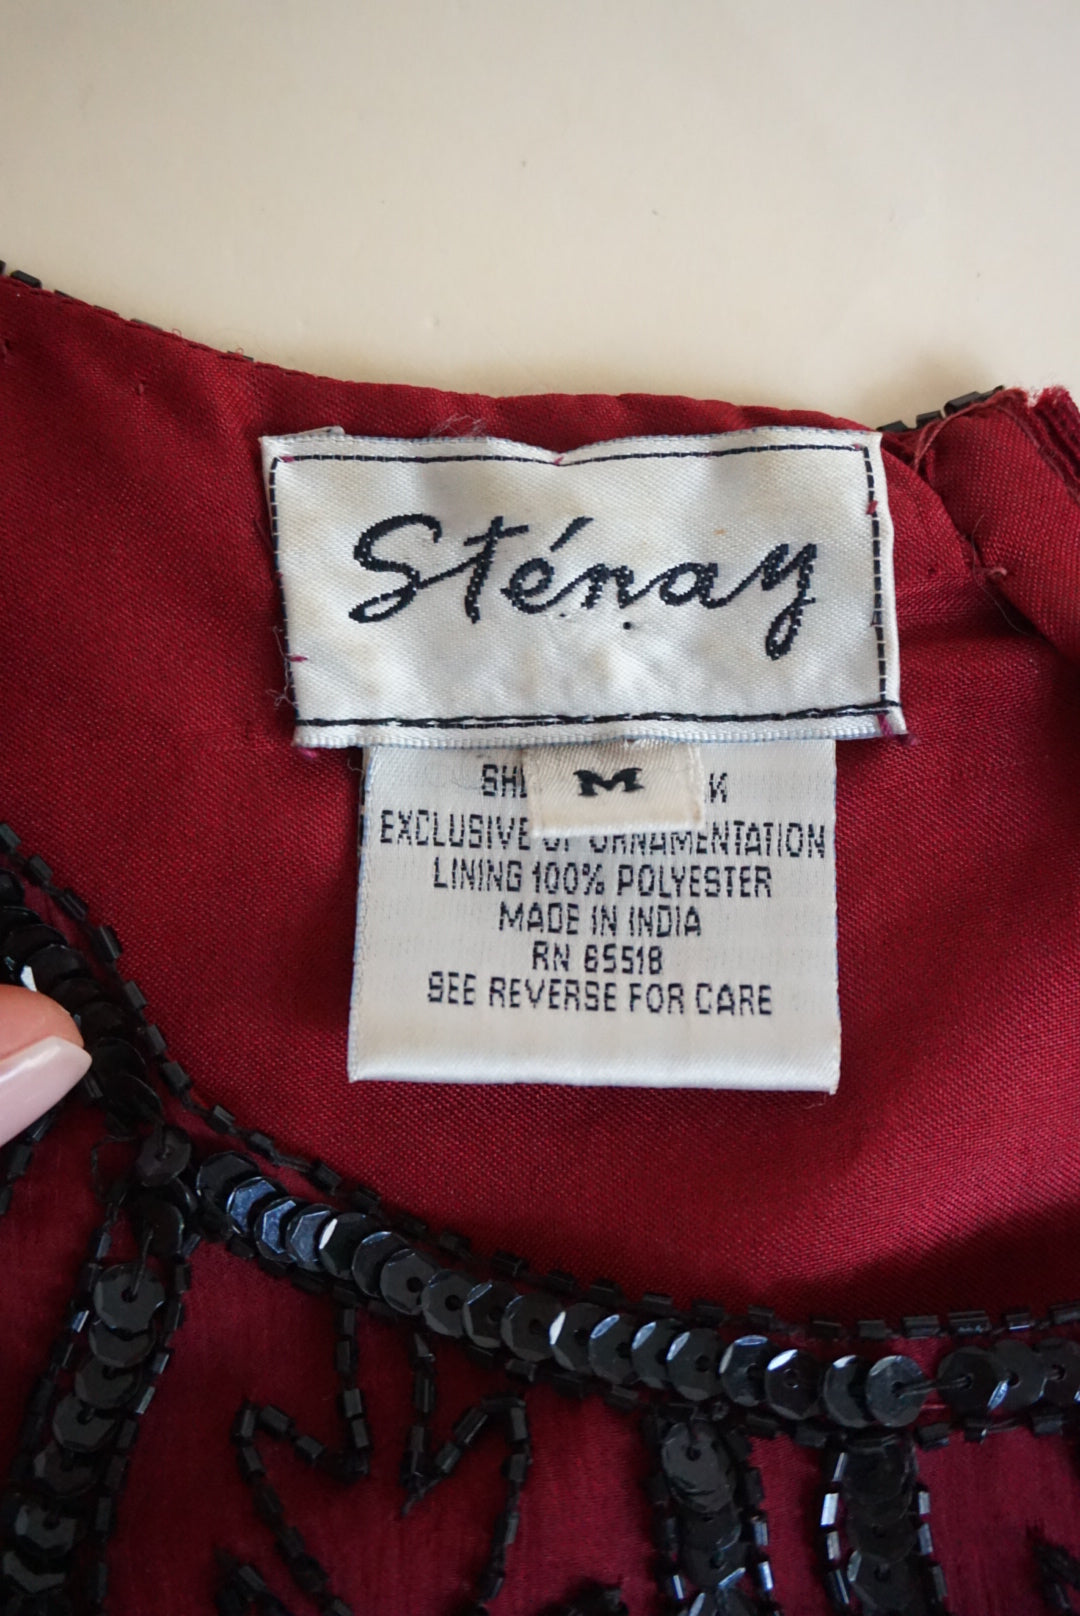 Sténay
M
EXCLUSIVE OF ORNAMENTATION
LINING 100% POLYESTER
MADE IN INDIA
RN 65518
SEE REVERSE FOR CARE